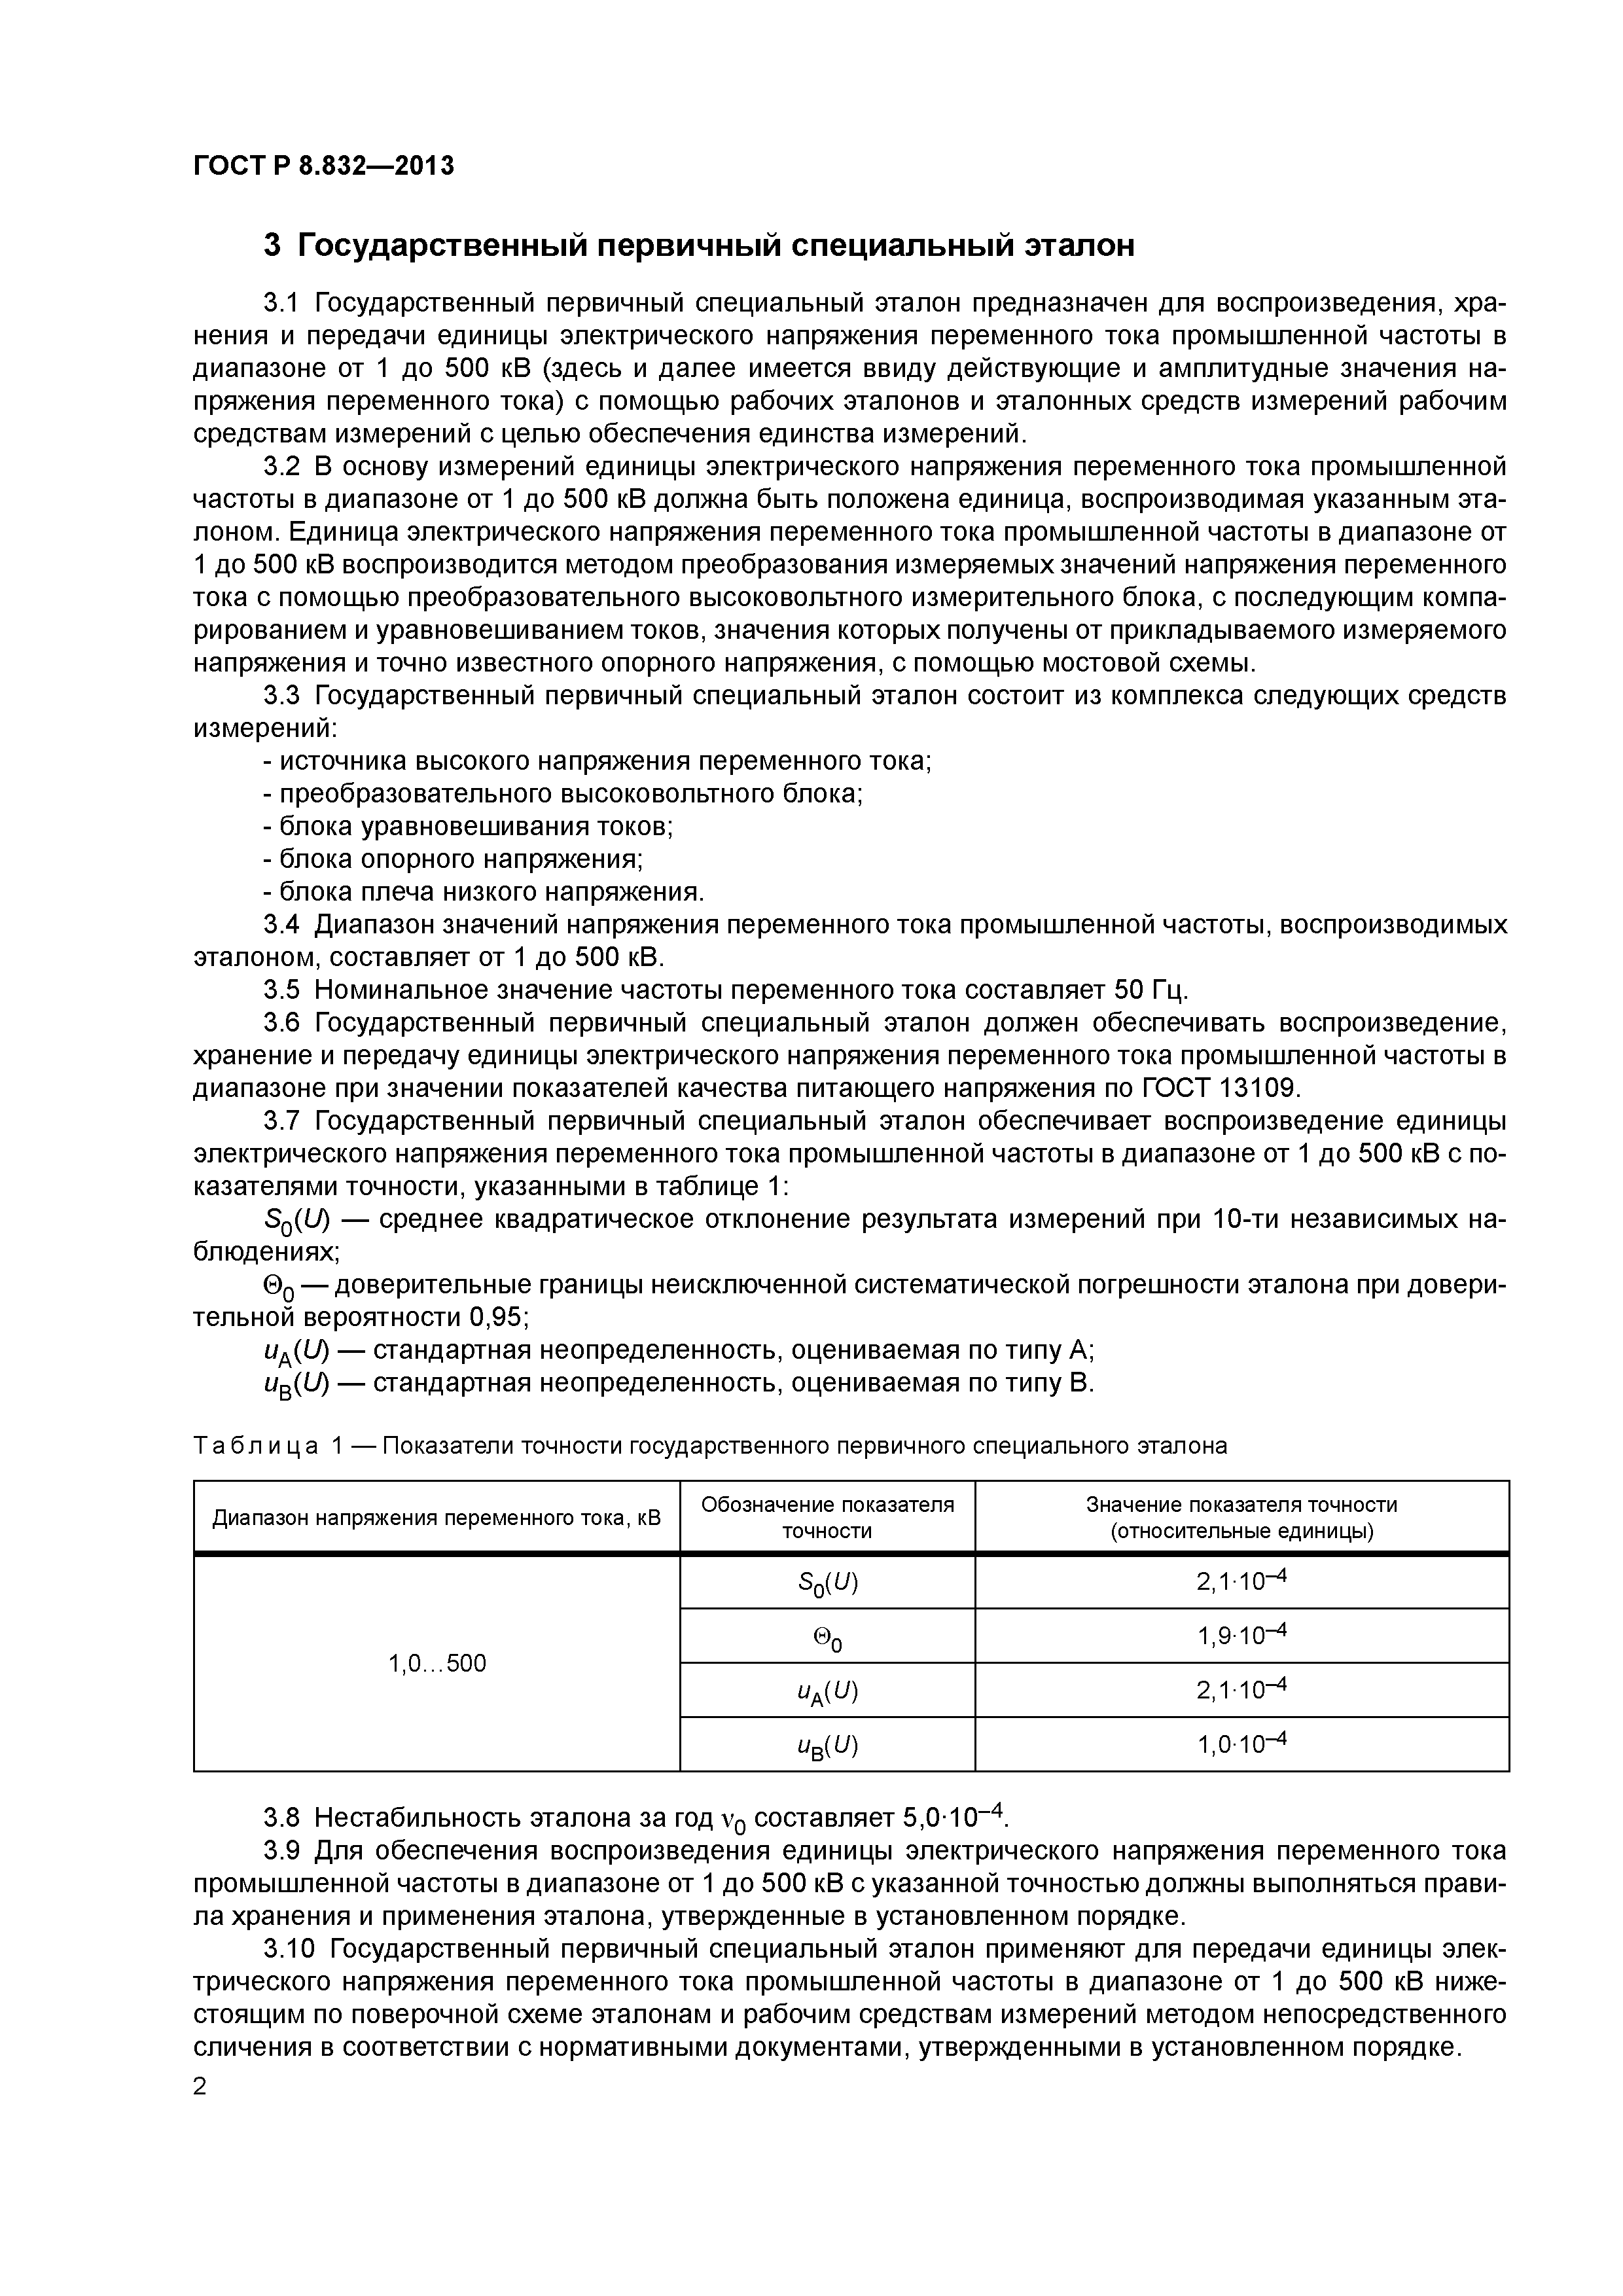 ГОСТ Р 8.832—2013
3 Государственный первичный специальный эталон
3.1 Государственный первичный специальный эталон предназначен для воспроизведения, хра-
нения и передачи единицы электрического напряжения переменного тока промышленной частоты в
диапазоне от 1 до 500 кВ (здесь и далее имеется ввиду действующие и амплитудные значения на-
пряжения переменного тока) с помощью рабочих эталонов и эталонных средств измерений рабочим
средствам измерений с целью обеспечения единства измерений.
3.2 В основу измерений единицы электрического напряжения переменного тока промышленной
частоты в диапазоне от 1 до 500 кВ должна быть положена единица, воспроизводимая указанным эта-
лоном. Единица электрического напряжения переменного тока промышленной частоты в диапазоне от
1 до 500 кВ воспроизводится методом преобразования измеряемых значений напряжения переменного
тока с помощью преобразовательного высоковольтного измерительного блока, с последующим компа-
рированием и уравновешиванием токов, значения которых получены от прикладываемого измеряемого
напряжения и точно известного опорного напряжения, с помощью мостовой схемы.
3.3 Государственный первичный специальный эталон состоит из комплекса следующих средств
измерений:
- источника высокого напряжения переменного тока;
- преобразовательного высоковольтного блока;
- блока уравновешивания токов;
- блока опорного напряжения;
- блока плеча низкого напряжения.
3.4 Диапазон значений напряжения переменного тока промышленной частоты, воспроизводимых
эталоном, составляет от 1 до 500 кВ.
3.5 Номинальное значение частоты переменного тока составляет 50 Гц.
3.6 Государственный первичный специальный эталон должен обеспечивать воспроизведение,
хранение и передачу единицы электрического напряжения переменного тока промышленной частоты в
диапазоне при значении показателей качества питающего напряжения по ГОСТ 13109.
3.7 Государственный первичный специальный эталон обеспечивает воспроизведение единицы
электрического напряжения переменного тока промышленной частоты в диапазоне от 1 до 500 кВ с по-
казателями точности, указанными в таблице 1:
S₀(U) — среднее квадратическое отклонение результата измерений при 10-ти независимых на-
блюдениях;
Θ₀ — доверительные границы неисключенной систематической погрешности эталона при довери-
тельной вероятности 0,95;
u_A(U) — стандартная неопределенность, оцениваемая по типу А;
u_B(U) — стандартная неопределенность, оцениваемая по типу В.
Таблица 1 — Показатели точности государственного первичного специального эталона
Диапазон напряжения переменного тока, кВ
Обозначение показателя
точности
Значение показателя точности
(относительные единицы)
1,0...500
S₀(U) 2,1·10⁻⁴
Θ₀ 1,9·10⁻⁴
u_A(U) 2,1·10⁻⁴
u_B(U) 1,0·10⁻⁴
3.8 Нестабильность эталона за год ν₀ составляет 5,0·10⁻⁴.
3.9 Для обеспечения воспроизведения единицы электрического напряжения переменного тока
промышленной частоты в диапазоне от 1 до 500 кВ с указанной точностью должны выполняться прави-
ла хранения и применения эталона, утвержденные в установленном порядке.
3.10 Государственный первичный специальный эталон применяют для передачи единицы элек-
трического напряжения переменного тока промышленной частоты в диапазоне от 1 до 500 кВ ниже-
стоящим по поверочной схеме эталонам и рабочим средствам измерений методом непосредственного
сличения в соответствии с нормативными документами, утвержденными в установленном порядке.
2